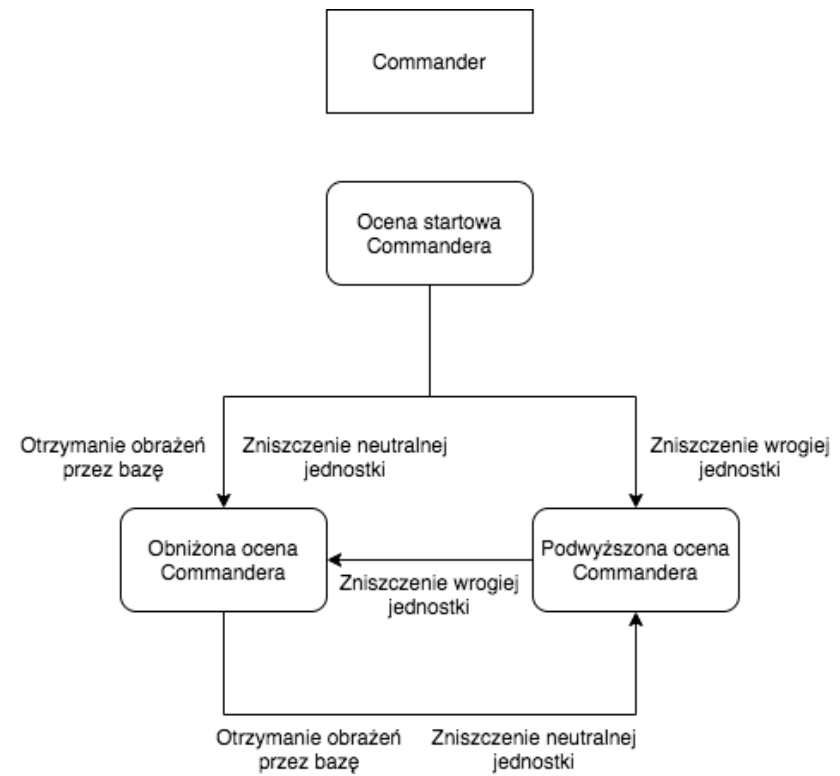 Commander
Ocena startowa
Commandera
Otrzymanie obrażeń
przez bazę
Zniszczenie neutralnej
jednostki
Zniszczenie wrogiej
jednostki
Obniżona ocena
Commandera
Podwyższona ocena
Commandera
Zniszczenie wrogiej
jednostki
Otrzymanie obrażeń
przez bazę
Zniszczenie neutralnej
jednostki